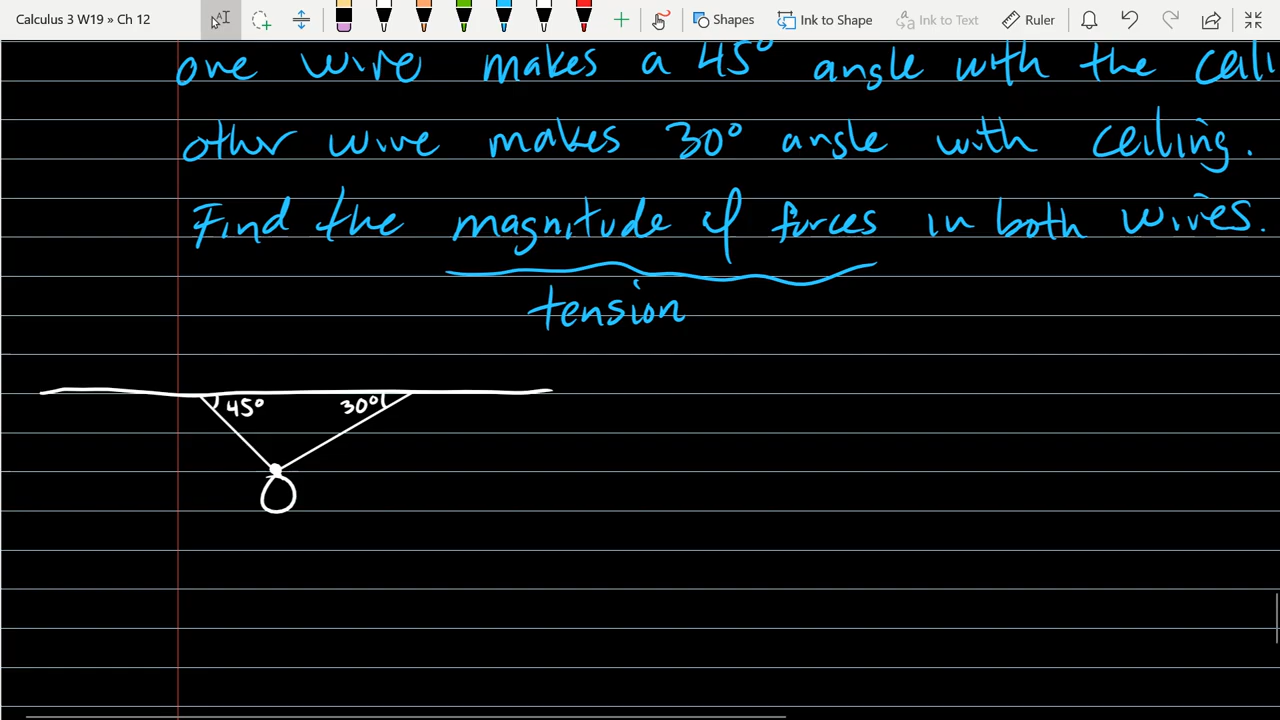 Calculus 3 W19 » Ch 12
Shapes
Ink to Shape
Ink to Text
Ruler
one wire makes a 45° angle with the ceili
other wire makes 30° angle with ceiling.
Find the magnitude of forces in both wires.
tension
45° 30°